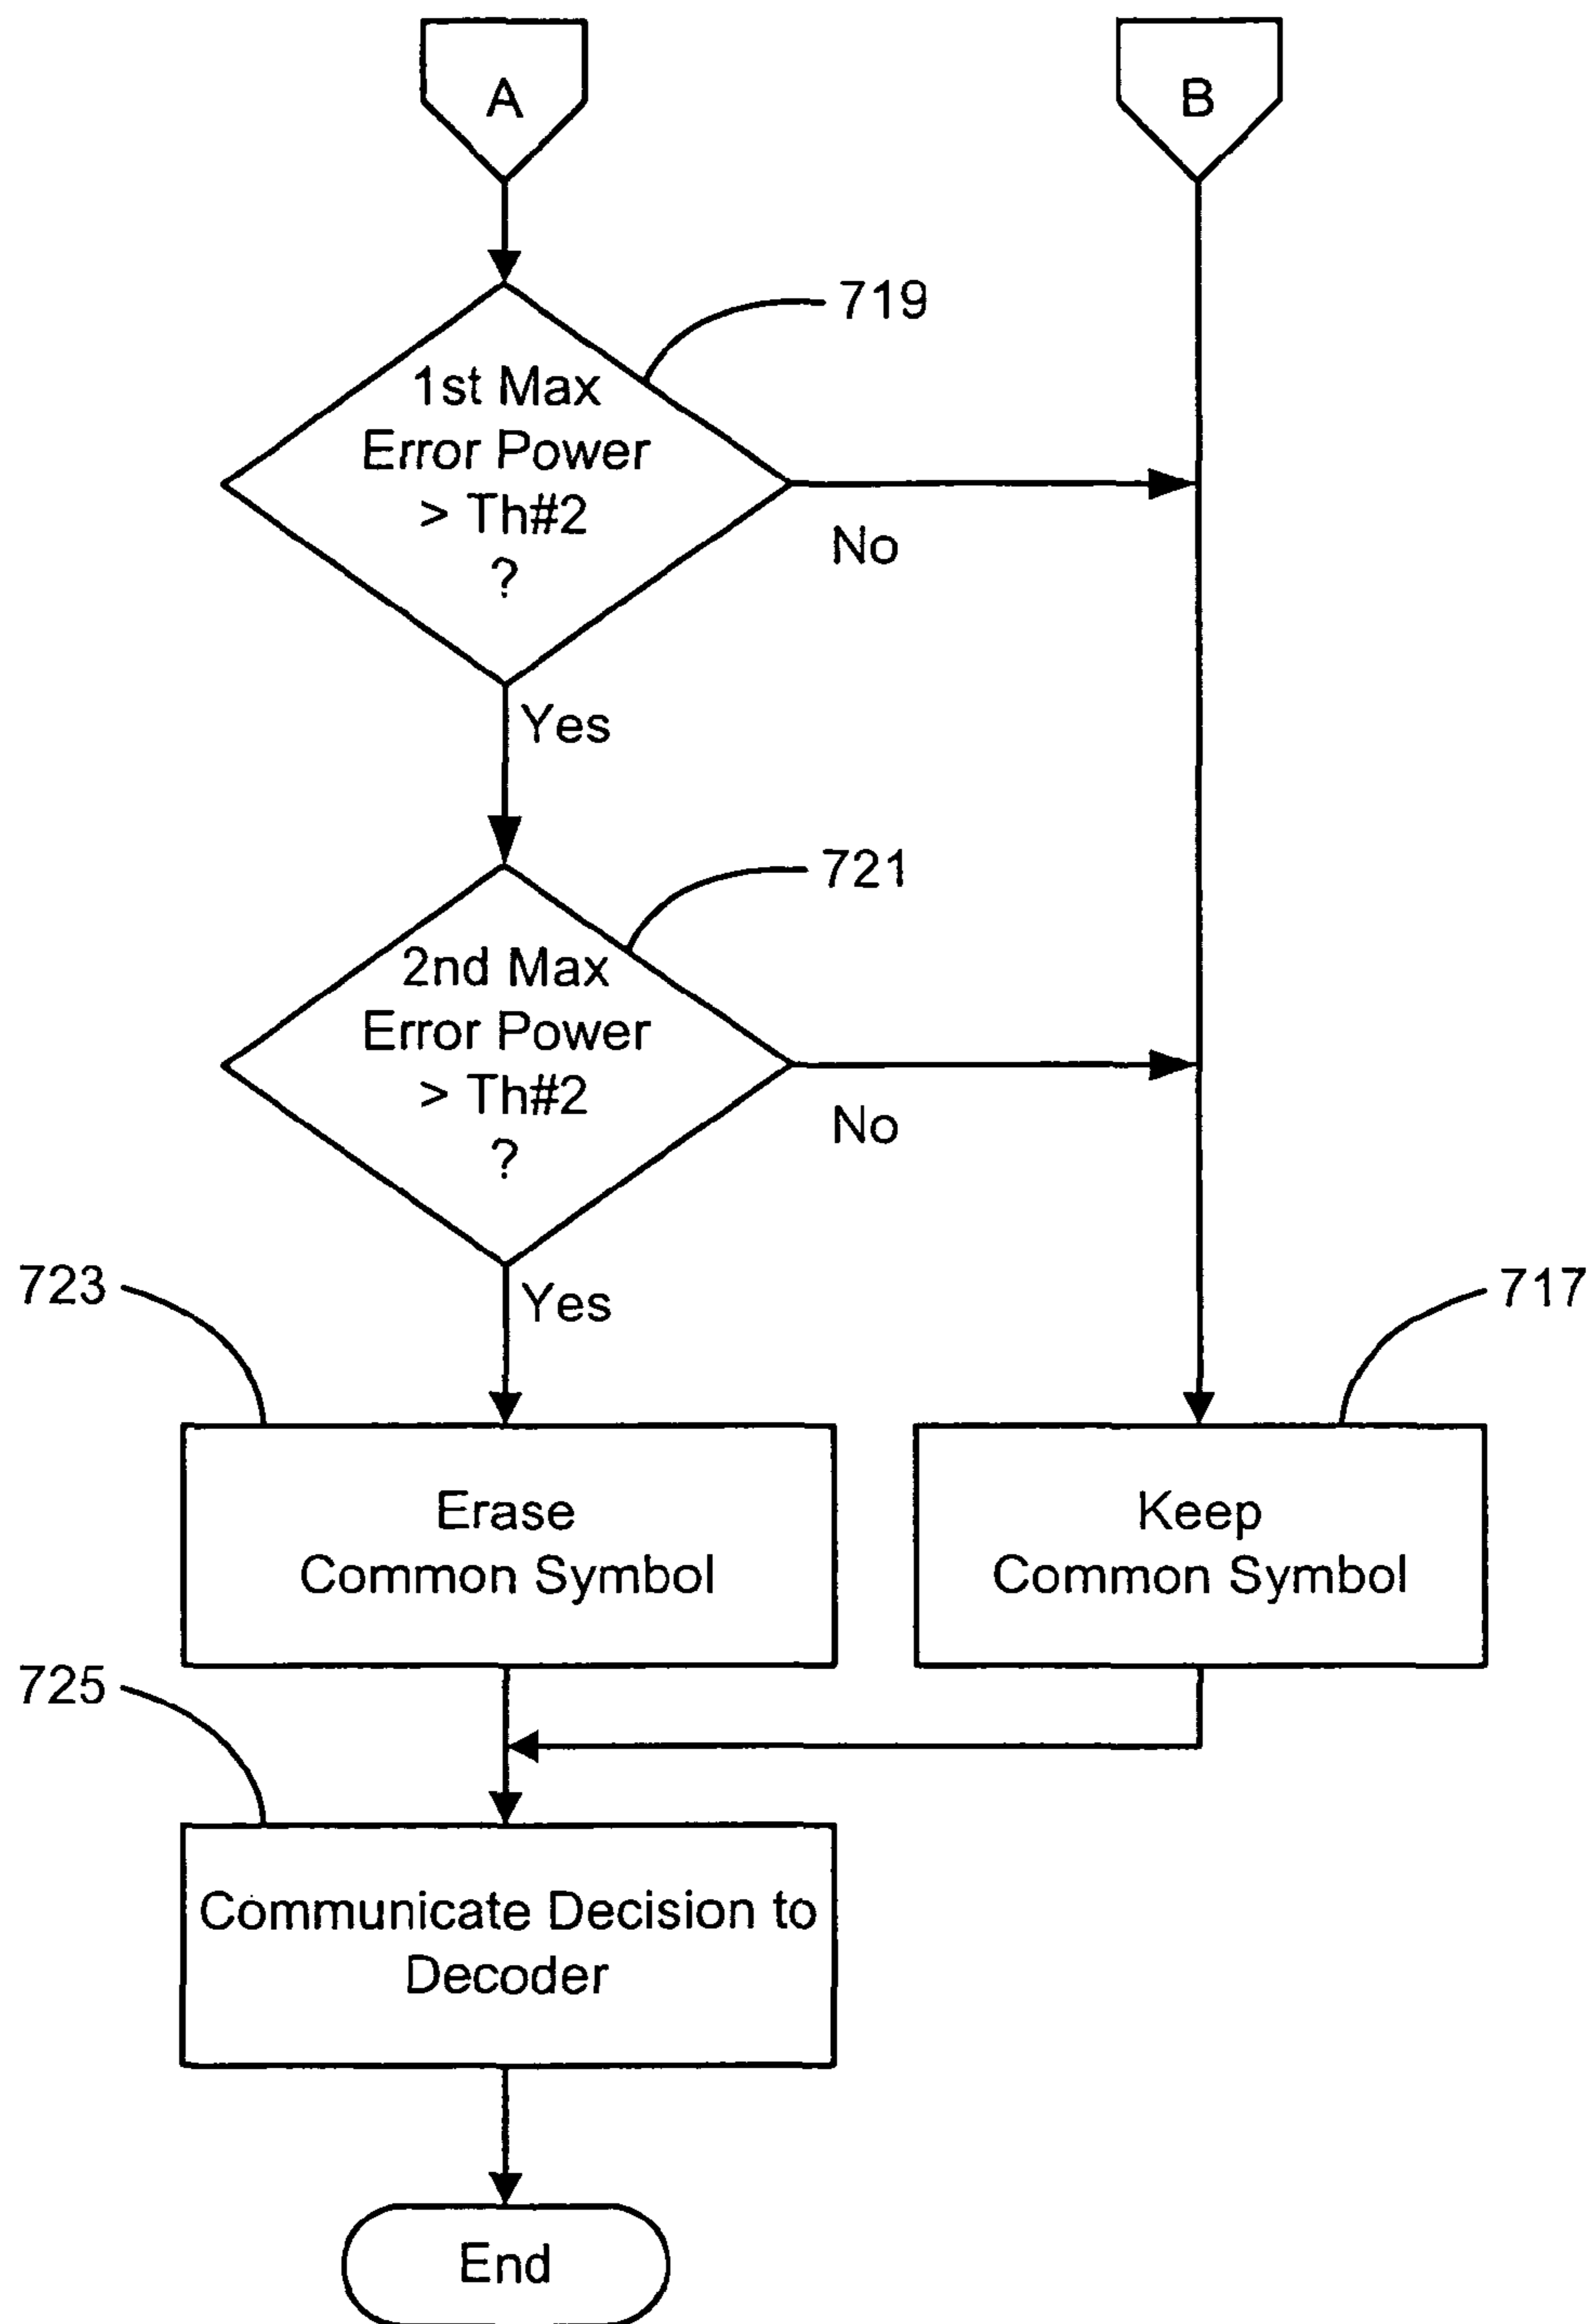 A
B
719
1st Max
Error Power
> Th#2
?
No
Yes
721
2nd Max
Error Power
> Th#2
?
No
Yes
723
717
Erase
Common Symbol
Keep
Common Symbol
725
Communicate Decision to
Decoder
End